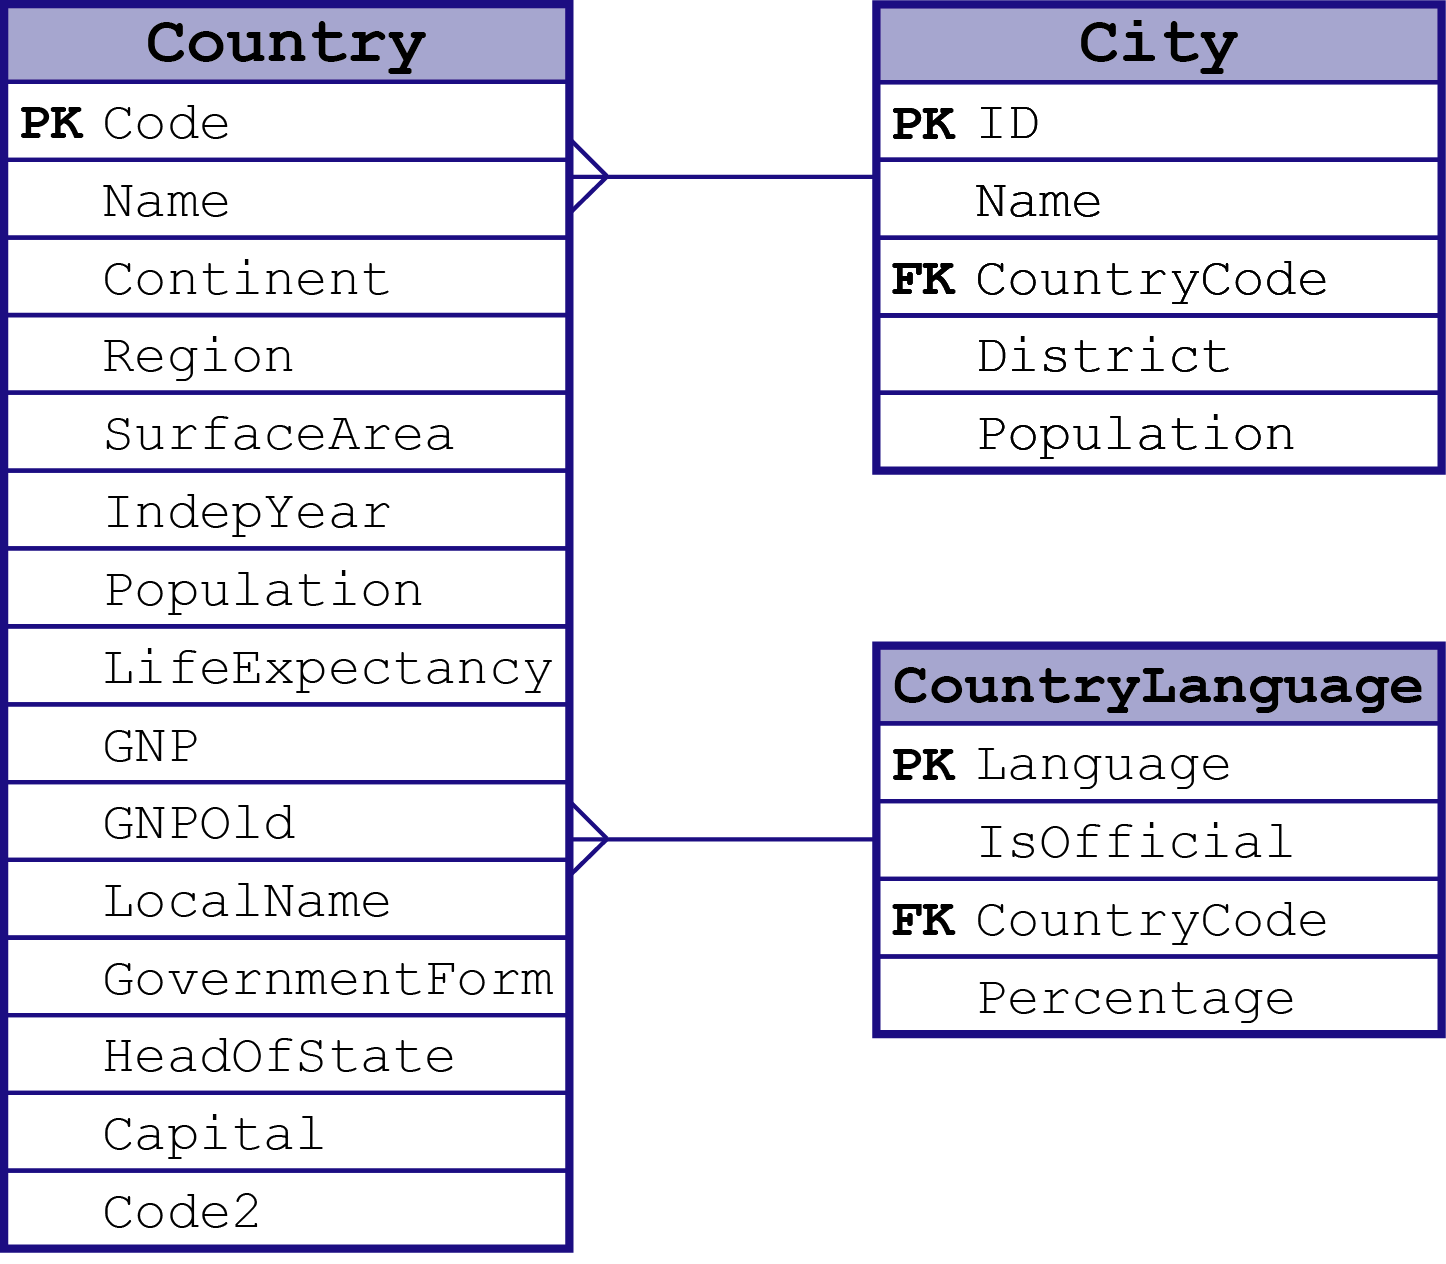 Country
PK Code
Name
Continent
Region
SurfaceArea
IndepYear
Population
LifeExpectancy
GNP
GNPOld
LocalName
GovernmentForm
HeadOfState
Capital
Code2
City
PK ID
Name
FK CountryCode
District
Population
CountryLanguage
PK Language
IsOfficial
FK CountryCode
Percentage